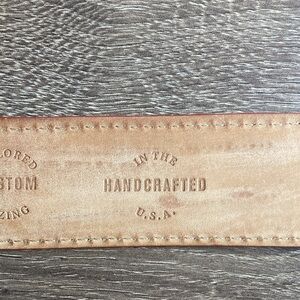 LORED
STOM
ZING
IN THE
HANDCRAFTED
U.S.A.